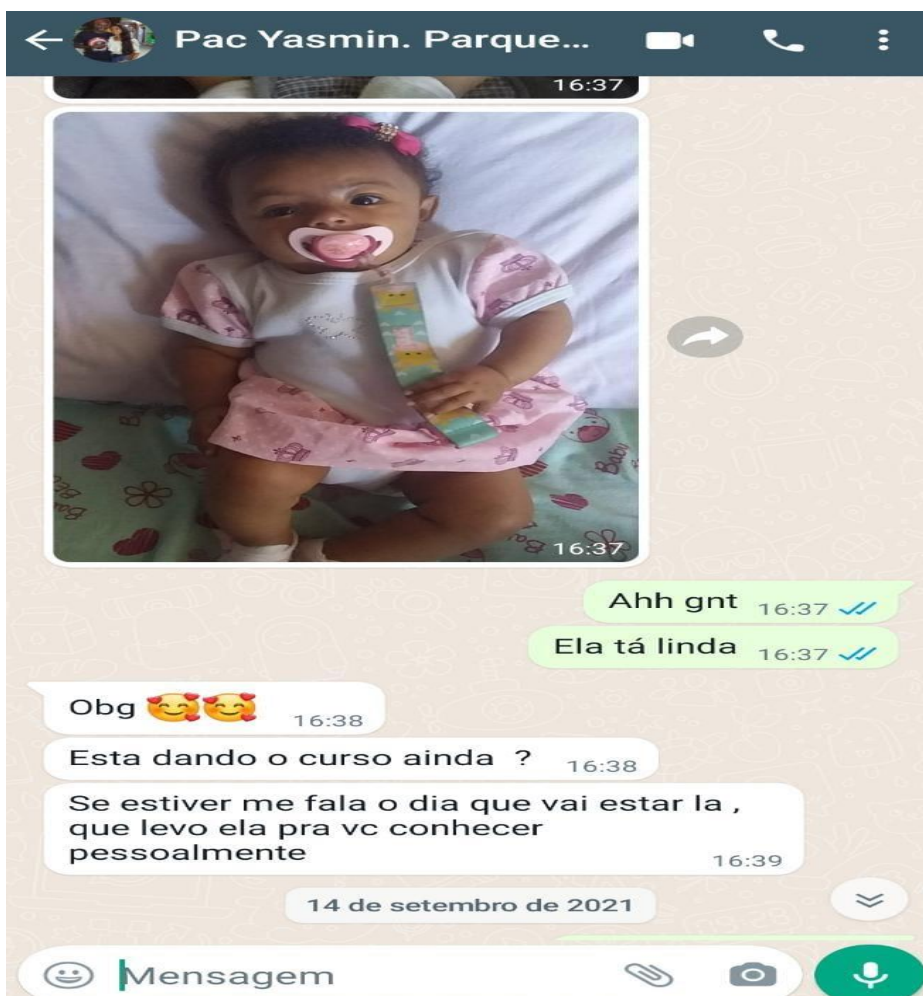 Pac Yasmin. Parque...
16:37
16:37
Ahh gnt 16:37
Ela tá linda 16:37
Obg 16:38
Esta dando o curso ainda ? 16:38
Se estiver me fala o dia que vai estar la ,
que levo ela pra vc conhecer
pessoalmente 16:39
14 de setembro de 2021
Mensagem